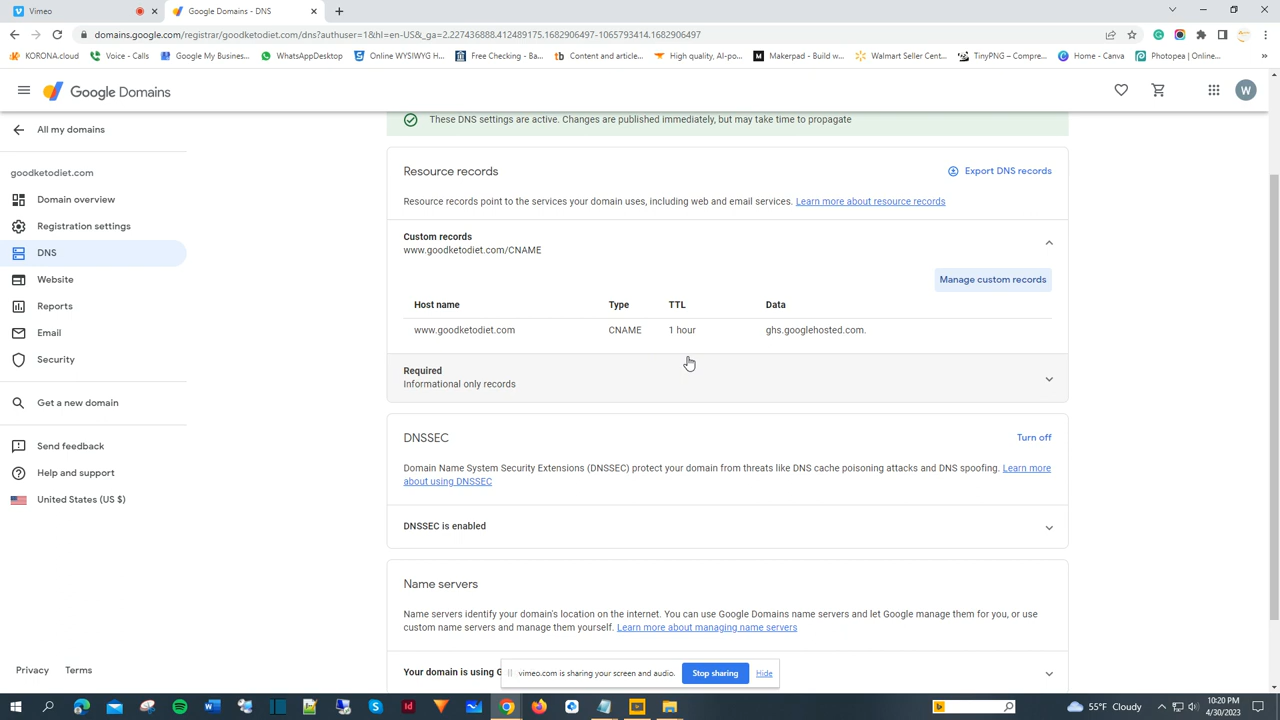 Vimeo
Google Domains - DNS
domains.google.com/registrar/goodketodiet.com/dns?authuser=1&hl=en-US&_ga=2.227436888.412489175.1682906497-1065793414.1682906497
KORONA.cloud
Voice - Calls
Google My Business...
WhatsAppDesktop
Online WYSIWYG H...
Free Checking - Ba...
Content and article...
High quality, AI-po...
Makerpad - Build w...
Walmart Seller Cent...
TinyPNG – Compre...
Home - Canva
Photopea | Online...
Google Domains
W
All my domains
These DNS settings are active. Changes are published immediately, but may take time to propagate
goodketodiet.com
Domain overview
Registration settings
DNS
Website
Reports
Email
Security
Get a new domain
Send feedback
Help and support
United States (US $)
Privacy
Terms
Resource records
Export DNS records
Resource records point to the services your domain uses, including web and email services. Learn more about resource records
Custom records
www.goodketodiet.com/CNAME
Manage custom records
Host name Type TTL Data
www.goodketodiet.com CNAME 1 hour ghs.googlehosted.com.
Required
Informational only records
DNSSEC
Turn off
Domain Name System Security Extensions (DNSSEC) protect your domain from threats like DNS cache poisoning attacks and DNS spoofing. Learn more
about using DNSSEC
DNSSEC is enabled
Name servers
Name servers identify your domain's location on the internet. You can use Google Domains name servers and let Google manage them for you, or use
custom name servers and manage them yourself. Learn more about managing name servers
Your domain is using G
vimeo.com is sharing your screen and audio.
Stop sharing
Hide
55°F Cloudy
10:20 PM
4/30/2023